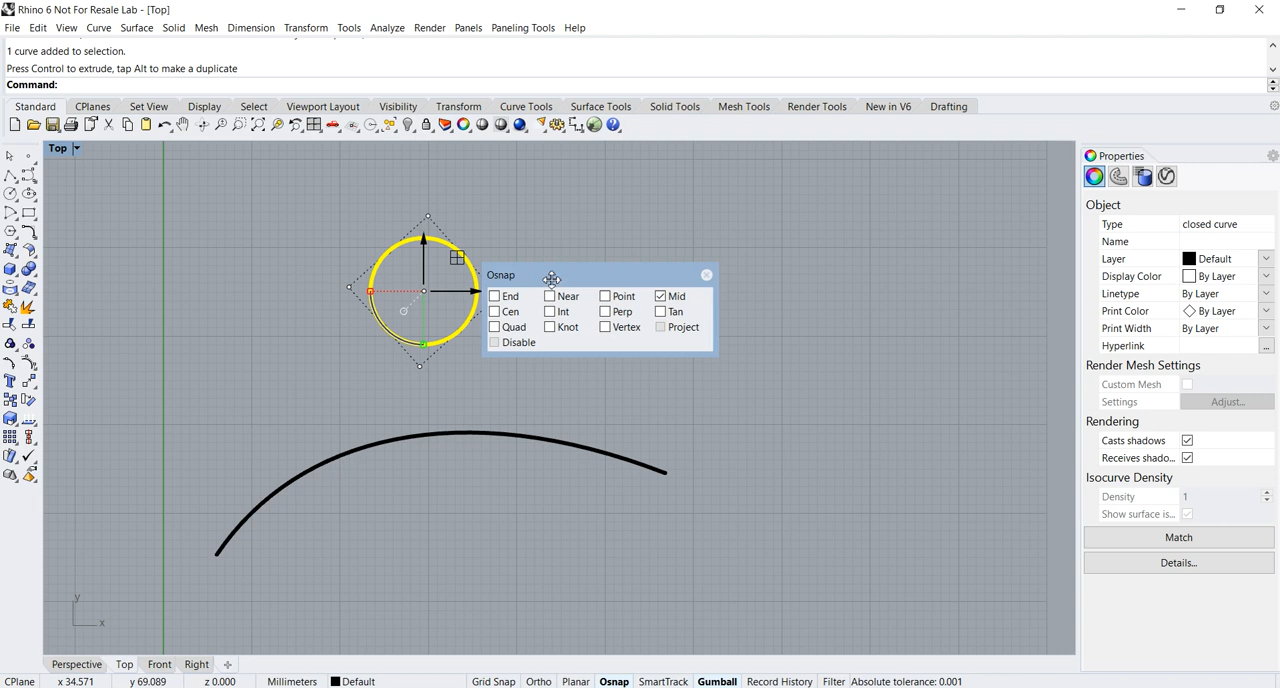 Rhino 6 Not For Resale Lab - [Top]
File Edit View Curve Surface Solid Mesh Dimension Transform Tools Analyze Render Panels Paneling Tools Help
1 curve added to selection.
Press Control to extrude, tap Alt to make a duplicate
Command:
Standard CPlanes Set View Display Select Viewport Layout Visibility Transform Curve Tools Surface Tools Solid Tools Mesh Tools Render Tools New in V6 Drafting
Top
Properties
Object
Type closed curve
Name
Layer Default
Display Color By Layer
Linetype By Layer
Print Color By Layer
Print Width By Layer
Hyperlink ...
Render Mesh Settings
Custom Mesh
Settings Adjust...
Rendering
Casts shadows
Receives shado...
Isocurve Density
Density 1
Show surface is...
Match
Details...
Osnap
End Near Point Mid
Cen Int Perp Tan
Quad Knot Vertex Project
Disable
y
x
Perspective Top Front Right
CPlane x 34.571 y 69.089 z 0.000 Millimeters Default Grid Snap Ortho Planar Osnap SmartTrack Gumball Record History Filter Absolute tolerance: 0.001